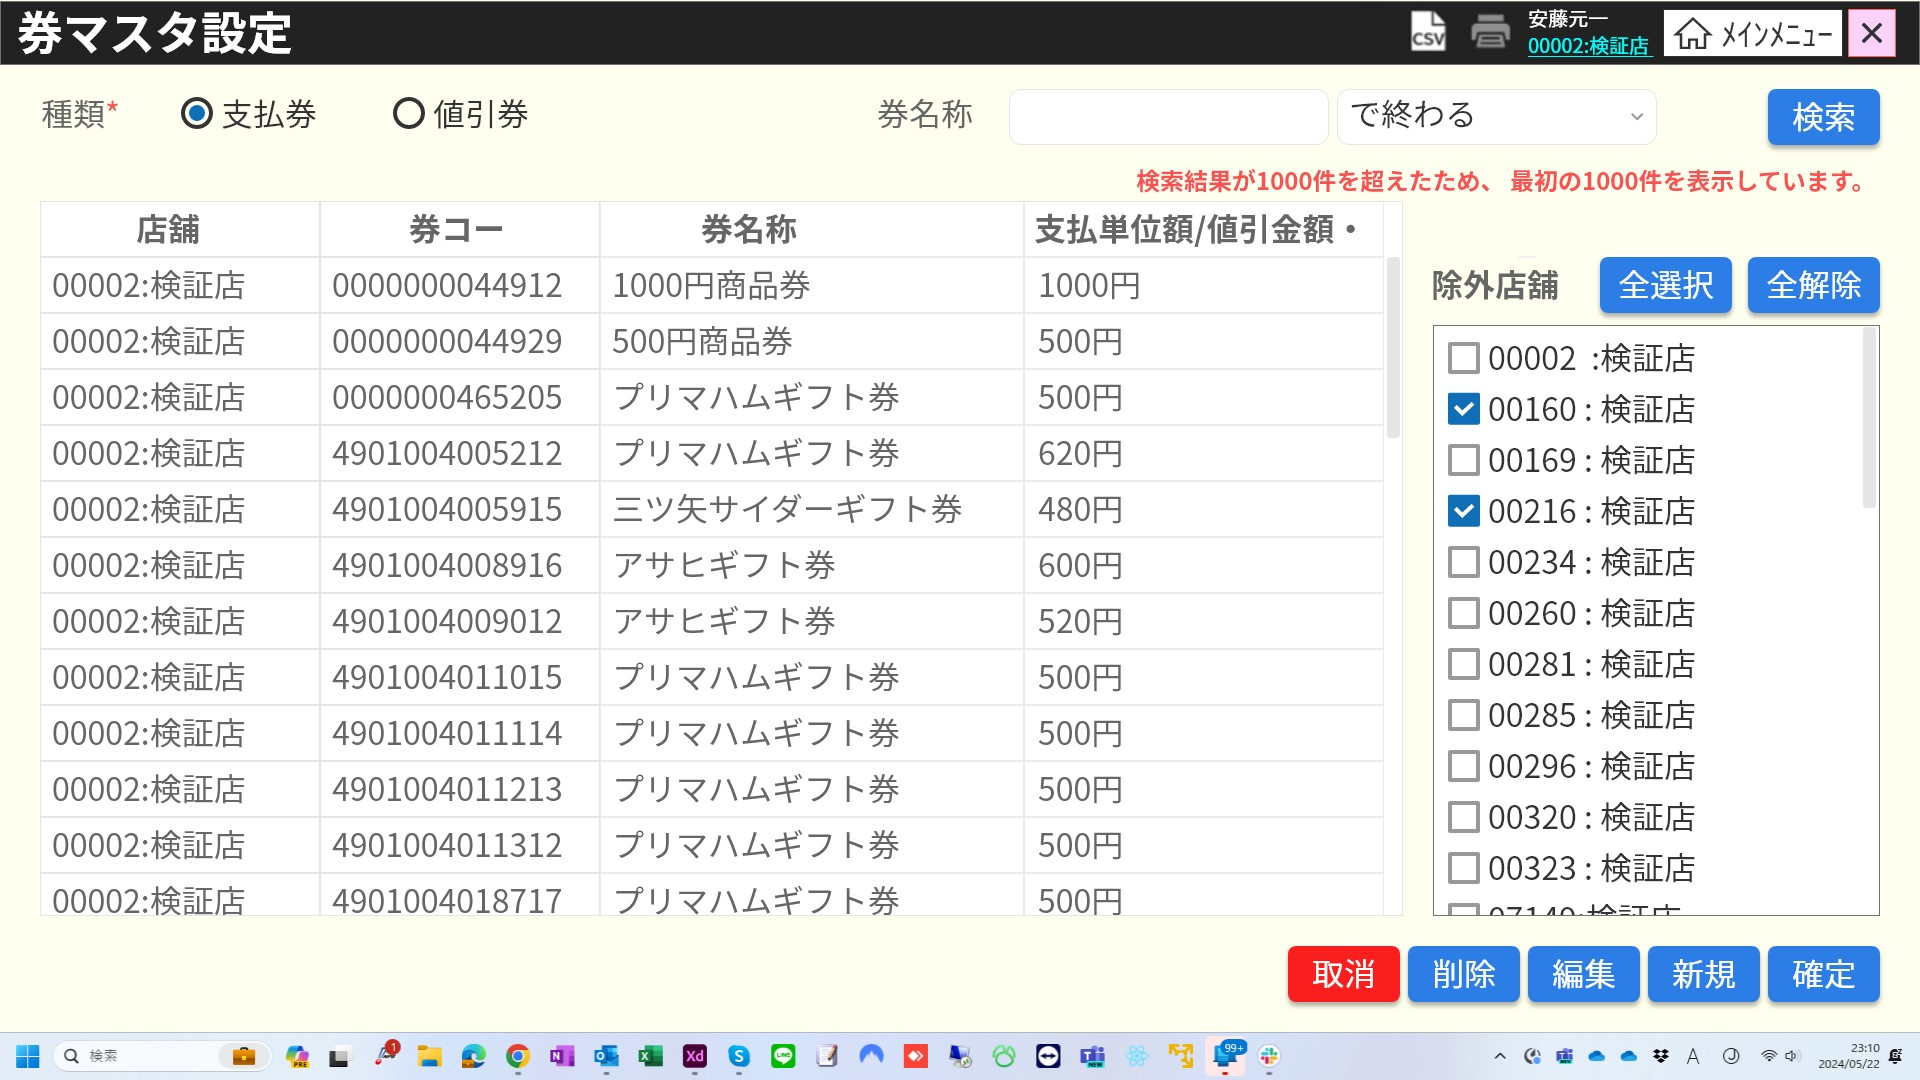 券マスタ設定
CSV
安藤元一
00002:検証店
メインメニュー
種類*
支払券
値引券
券名称
で終わる
検索
検索結果が1000件を超えたため、 最初の1000件を表示しています。
店舗 券コー 券名称 支払単位額/値引金額・
00002:検証店 0000000044912 1000円商品券 1000円
00002:検証店 0000000044929 500円商品券 500円
00002:検証店 0000000465205 プリマハムギフト券 500円
00002:検証店 4901004005212 プリマハムギフト券 620円
00002:検証店 4901004005915 三ツ矢サイダーギフト券 480円
00002:検証店 4901004008916 アサヒギフト券 600円
00002:検証店 4901004009012 アサヒギフト券 520円
00002:検証店 4901004011015 プリマハムギフト券 500円
00002:検証店 4901004011114 プリマハムギフト券 500円
00002:検証店 4901004011213 プリマハムギフト券 500円
00002:検証店 4901004011312 プリマハムギフト券 500円
00002:検証店 4901004018717 プリマハムギフト券 500円
除外店舗
全選択
全解除
00002 :検証店
00160 : 検証店
00169 : 検証店
00216 : 検証店
00234 : 検証店
00260 : 検証店
00281 : 検証店
00285 : 検証店
00296 : 検証店
00320 : 検証店
00323 : 検証店
07149:検証店
取消
削除
編集
新規
確定
検索
PRE
1
Xd
LINE
NEW
99+
A
23:10
2024/05/22